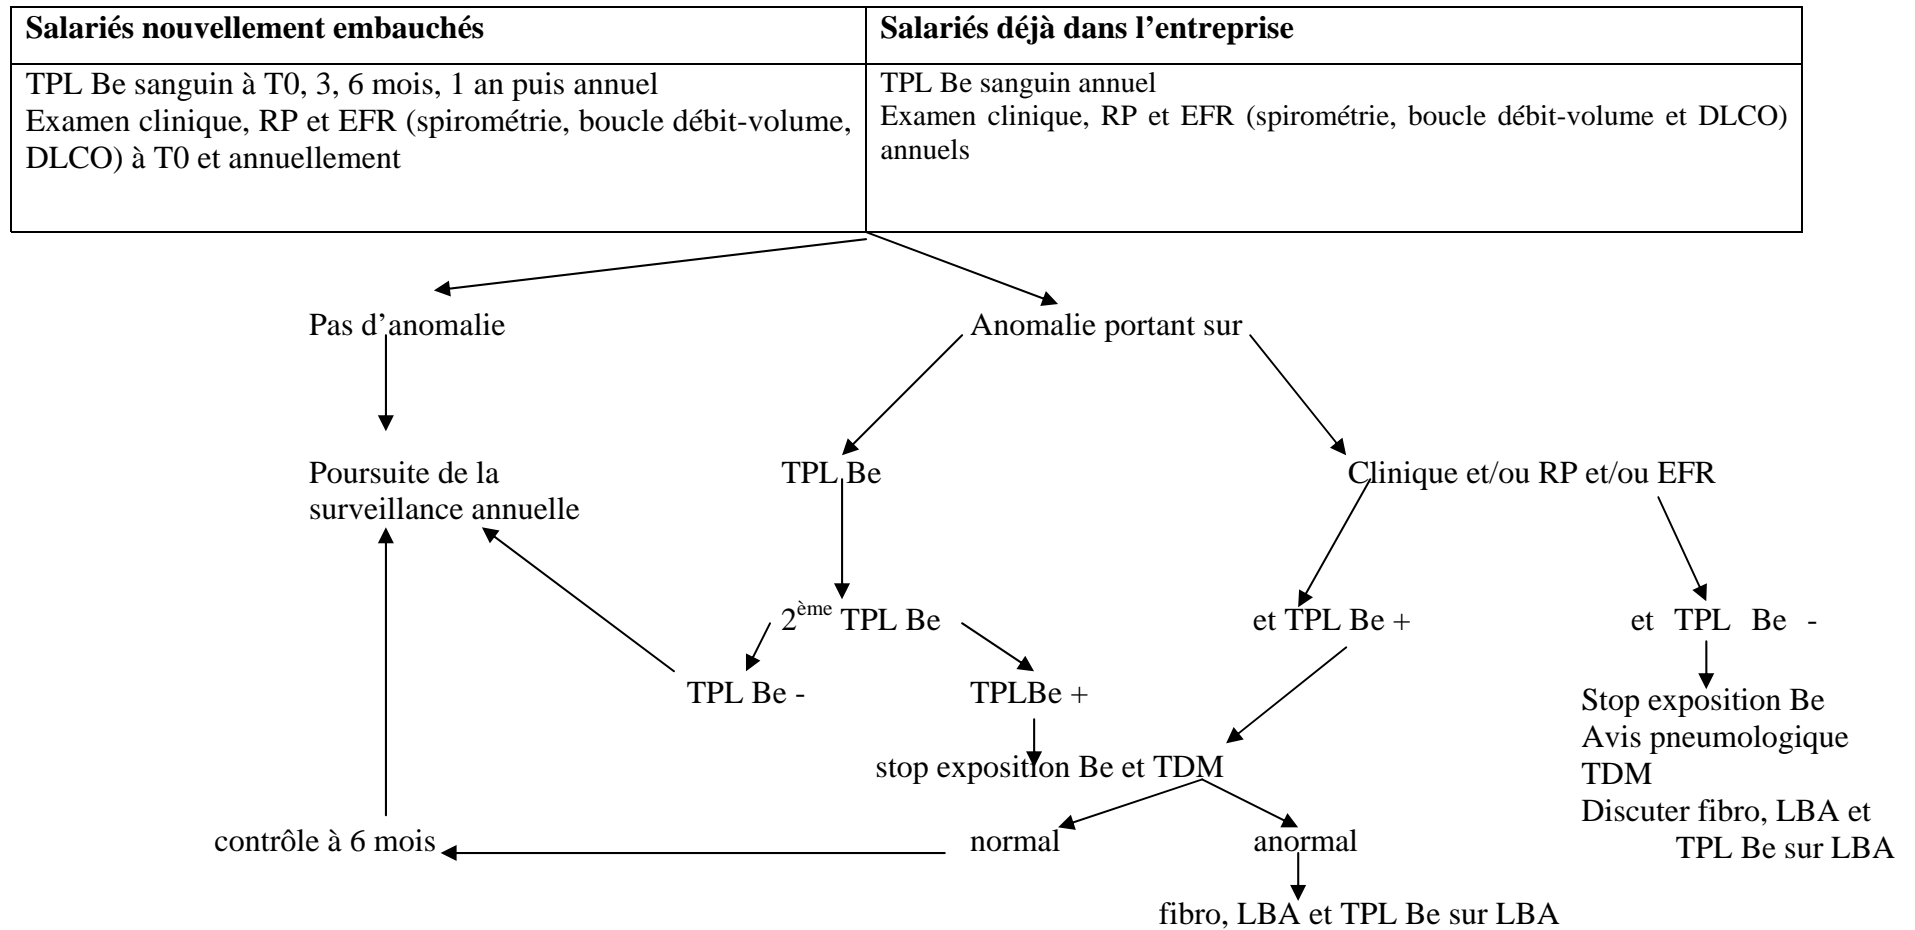 Salariés nouvellement embauchés
Salariés déjà dans l’entreprise
TPL Be sanguin à T0, 3, 6 mois, 1 an puis annuel
Examen clinique, RP et EFR (spirométrie, boucle débit-volume,
DLCO) à T0 et annuellement
TPL Be sanguin annuel
Examen clinique, RP et EFR (spirométrie, boucle débit-volume et DLCO)
annuels
Pas d’anomalie
Anomalie portant sur
Poursuite de la
surveillance annuelle
TPL Be
Clinique et/ou RP et/ou EFR
2ème TPL Be
et TPL Be +
et TPL Be -
TPL Be -
TPLBe +
Stop exposition Be
Avis pneumologique
TDM
Discuter fibro, LBA et
TPL Be sur LBA
stop exposition Be et TDM
contrôle à 6 mois
normal
anormal
fibro, LBA et TPL Be sur LBA